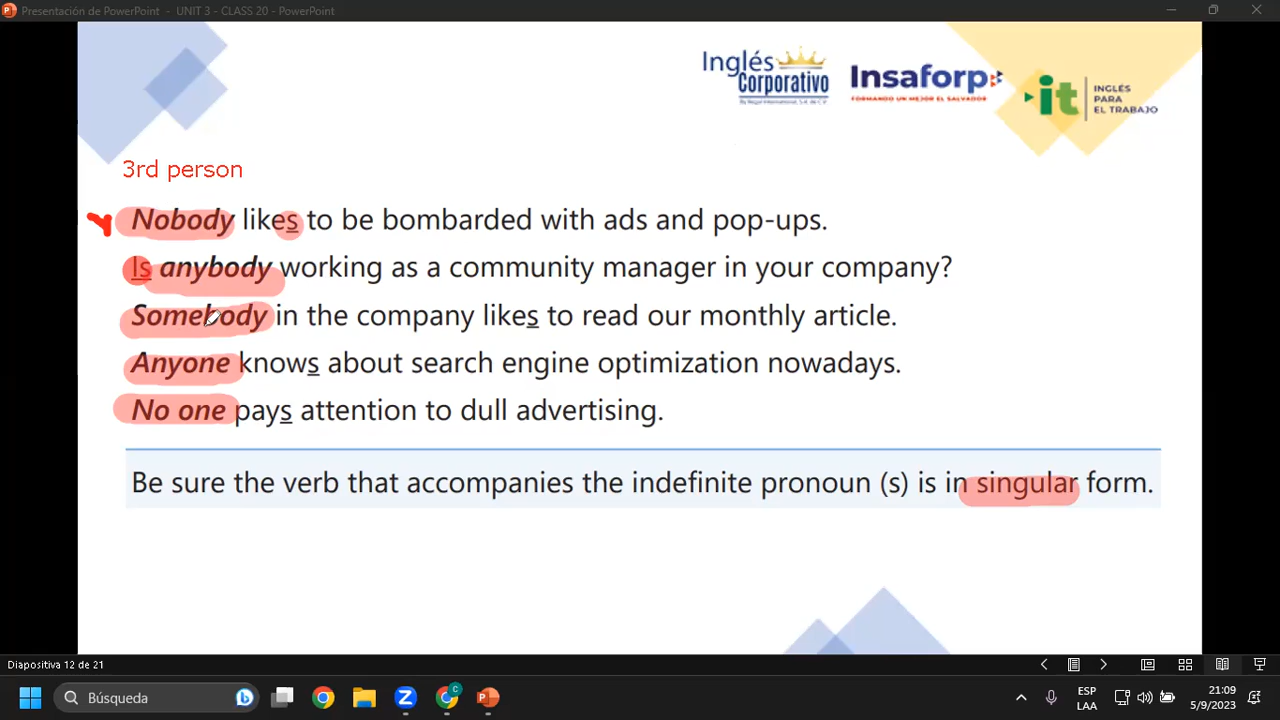 Presentación de PowerPoint - UNIT 3 - CLASS 20 - PowerPoint
Inglés
Corporativo
Insaforp
FORMANDO UN MEJOR EL SALVADOR
it
INGLÉS
PARA
EL TRABAJO
3rd person
Nobody likes to be bombarded with ads and pop-ups.
Is anybody working as a community manager in your company?
Somebody in the company likes to read our monthly article.
Anyone knows about search engine optimization nowadays.
No one pays attention to dull advertising.
Be sure the verb that accompanies the indefinite pronoun (s) is in singular form.
Diapositiva 12 de 21
Búsqueda
ESP
LAA
21:09
5/9/2023